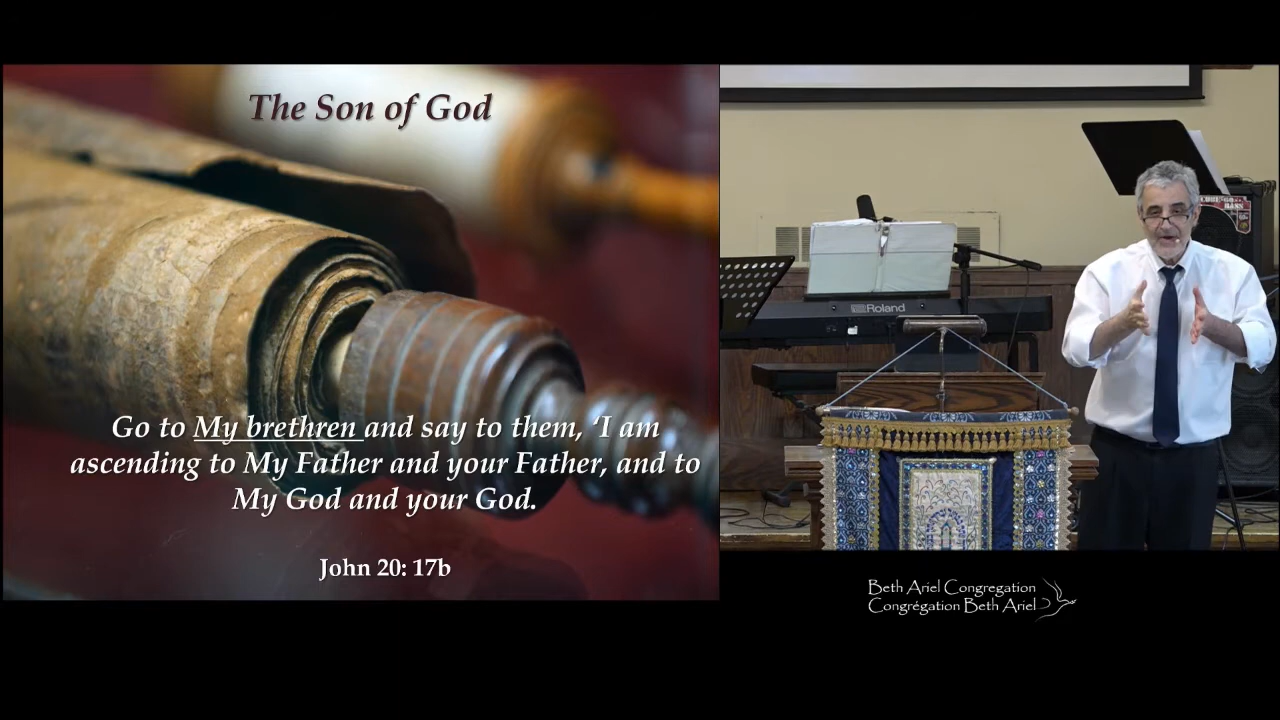 The Son of God
Go to My brethren and say to them, ‘I am
ascending to My Father and your Father, and to
My God and your God.
John 20: 17b
Roland
BASS
Beth Ariel Congregation
Congrégation Beth Ariel